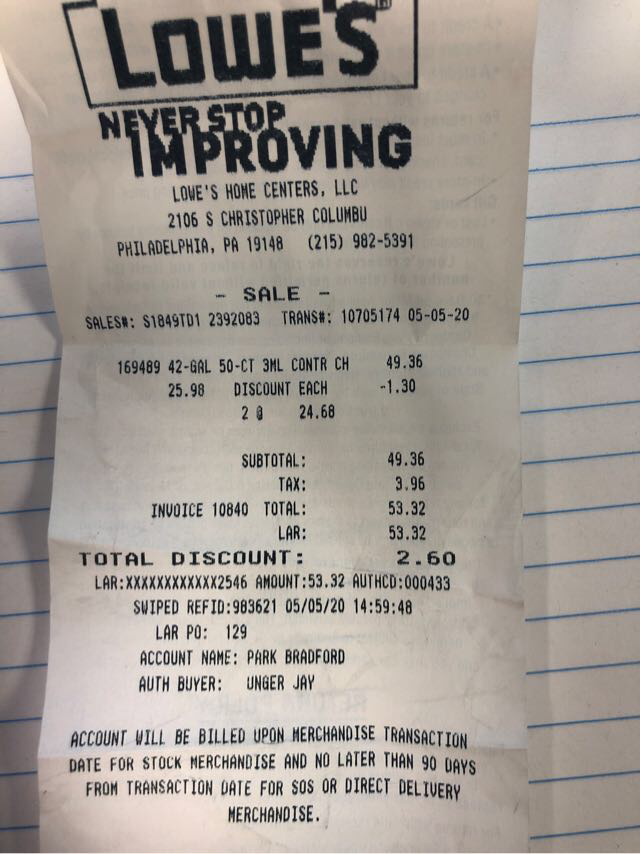 LOWE'S
NEVER STOP
IMPROVING
LOWE'S HOME CENTERS, LLC
2106 S CHRISTOPHER COLUMBU
PHILADELPHIA, PA 19148 (215) 982-5391
- SALE -
SALES#: S1849TD1 2392083 TRANS#: 10705174 05-05-20
169489 42-GAL 50-CT 3ML CONTR CH 49.36
25.98 DISCOUNT EACH -1.30
2 @ 24.68
SUBTOTAL: 49.36
TAX: 3.96
INVOICE 10840 TOTAL: 53.32
LAR: 53.32
TOTAL DISCOUNT: 2.60
LAR:XXXXXXXXXXXX2546 AMOUNT:53.32 AUTHCD:000433
SWIPED REFID:983621 05/05/20 14:59:48
LAR PO: 129
ACCOUNT NAME: PARK BRADFORD
AUTH BUYER: UNGER JAY
ACCOUNT WILL BE BILLED UPON MERCHANDISE TRANSACTION
DATE FOR STOCK MERCHANDISE AND NO LATER THAN 90 DAYS
FROM TRANSACTION DATE FOR SOS OR DIRECT DELIVERY
MERCHANDISE.